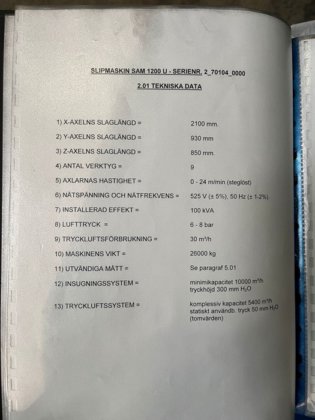 SLIPMASKIN SAM 1200 U - SERIENR. 2_70104_0000
2.01 TEKNISKA DATA
1) X-AXELNS SLAGLÄNGD = 2100 mm.
2) Y-AXELNS SLAGLÄNGD = 930 mm
3) Z-AXELNS SLAGLÄNGD = 850 mm.
4) ANTAL VERKTYG = 9
5) AXLARNAS HASTIGHET = 0 - 24 m/min (steglöst)
6) NÄTSPÄNNING OCH NÄTFREKVENS = 525 V (± 5%), 50 Hz (± 1-2%)
7) INSTALLERAD EFFEKT = 100 kVA
8) LUFTTRYCK = 6 - 8 bar
9) TRYCKLUFTSFÖRBRUKNING = 30 m³/h
10) MASKINENS VIKT = 26000 kg
11) UTVÄNDIGA MÅTT = Se paragraf 5.01
12) INSUGNINGSSYSTEM = minimikapacitet 10000 m³/h
tryckhöjd 300 mm H₂O
13) TRYCKLUFTSSYSTEM = komplessiv kapacitet 5400 m³/h
statiskt användb. tryck 50 mm H₂O
(tomvärden)